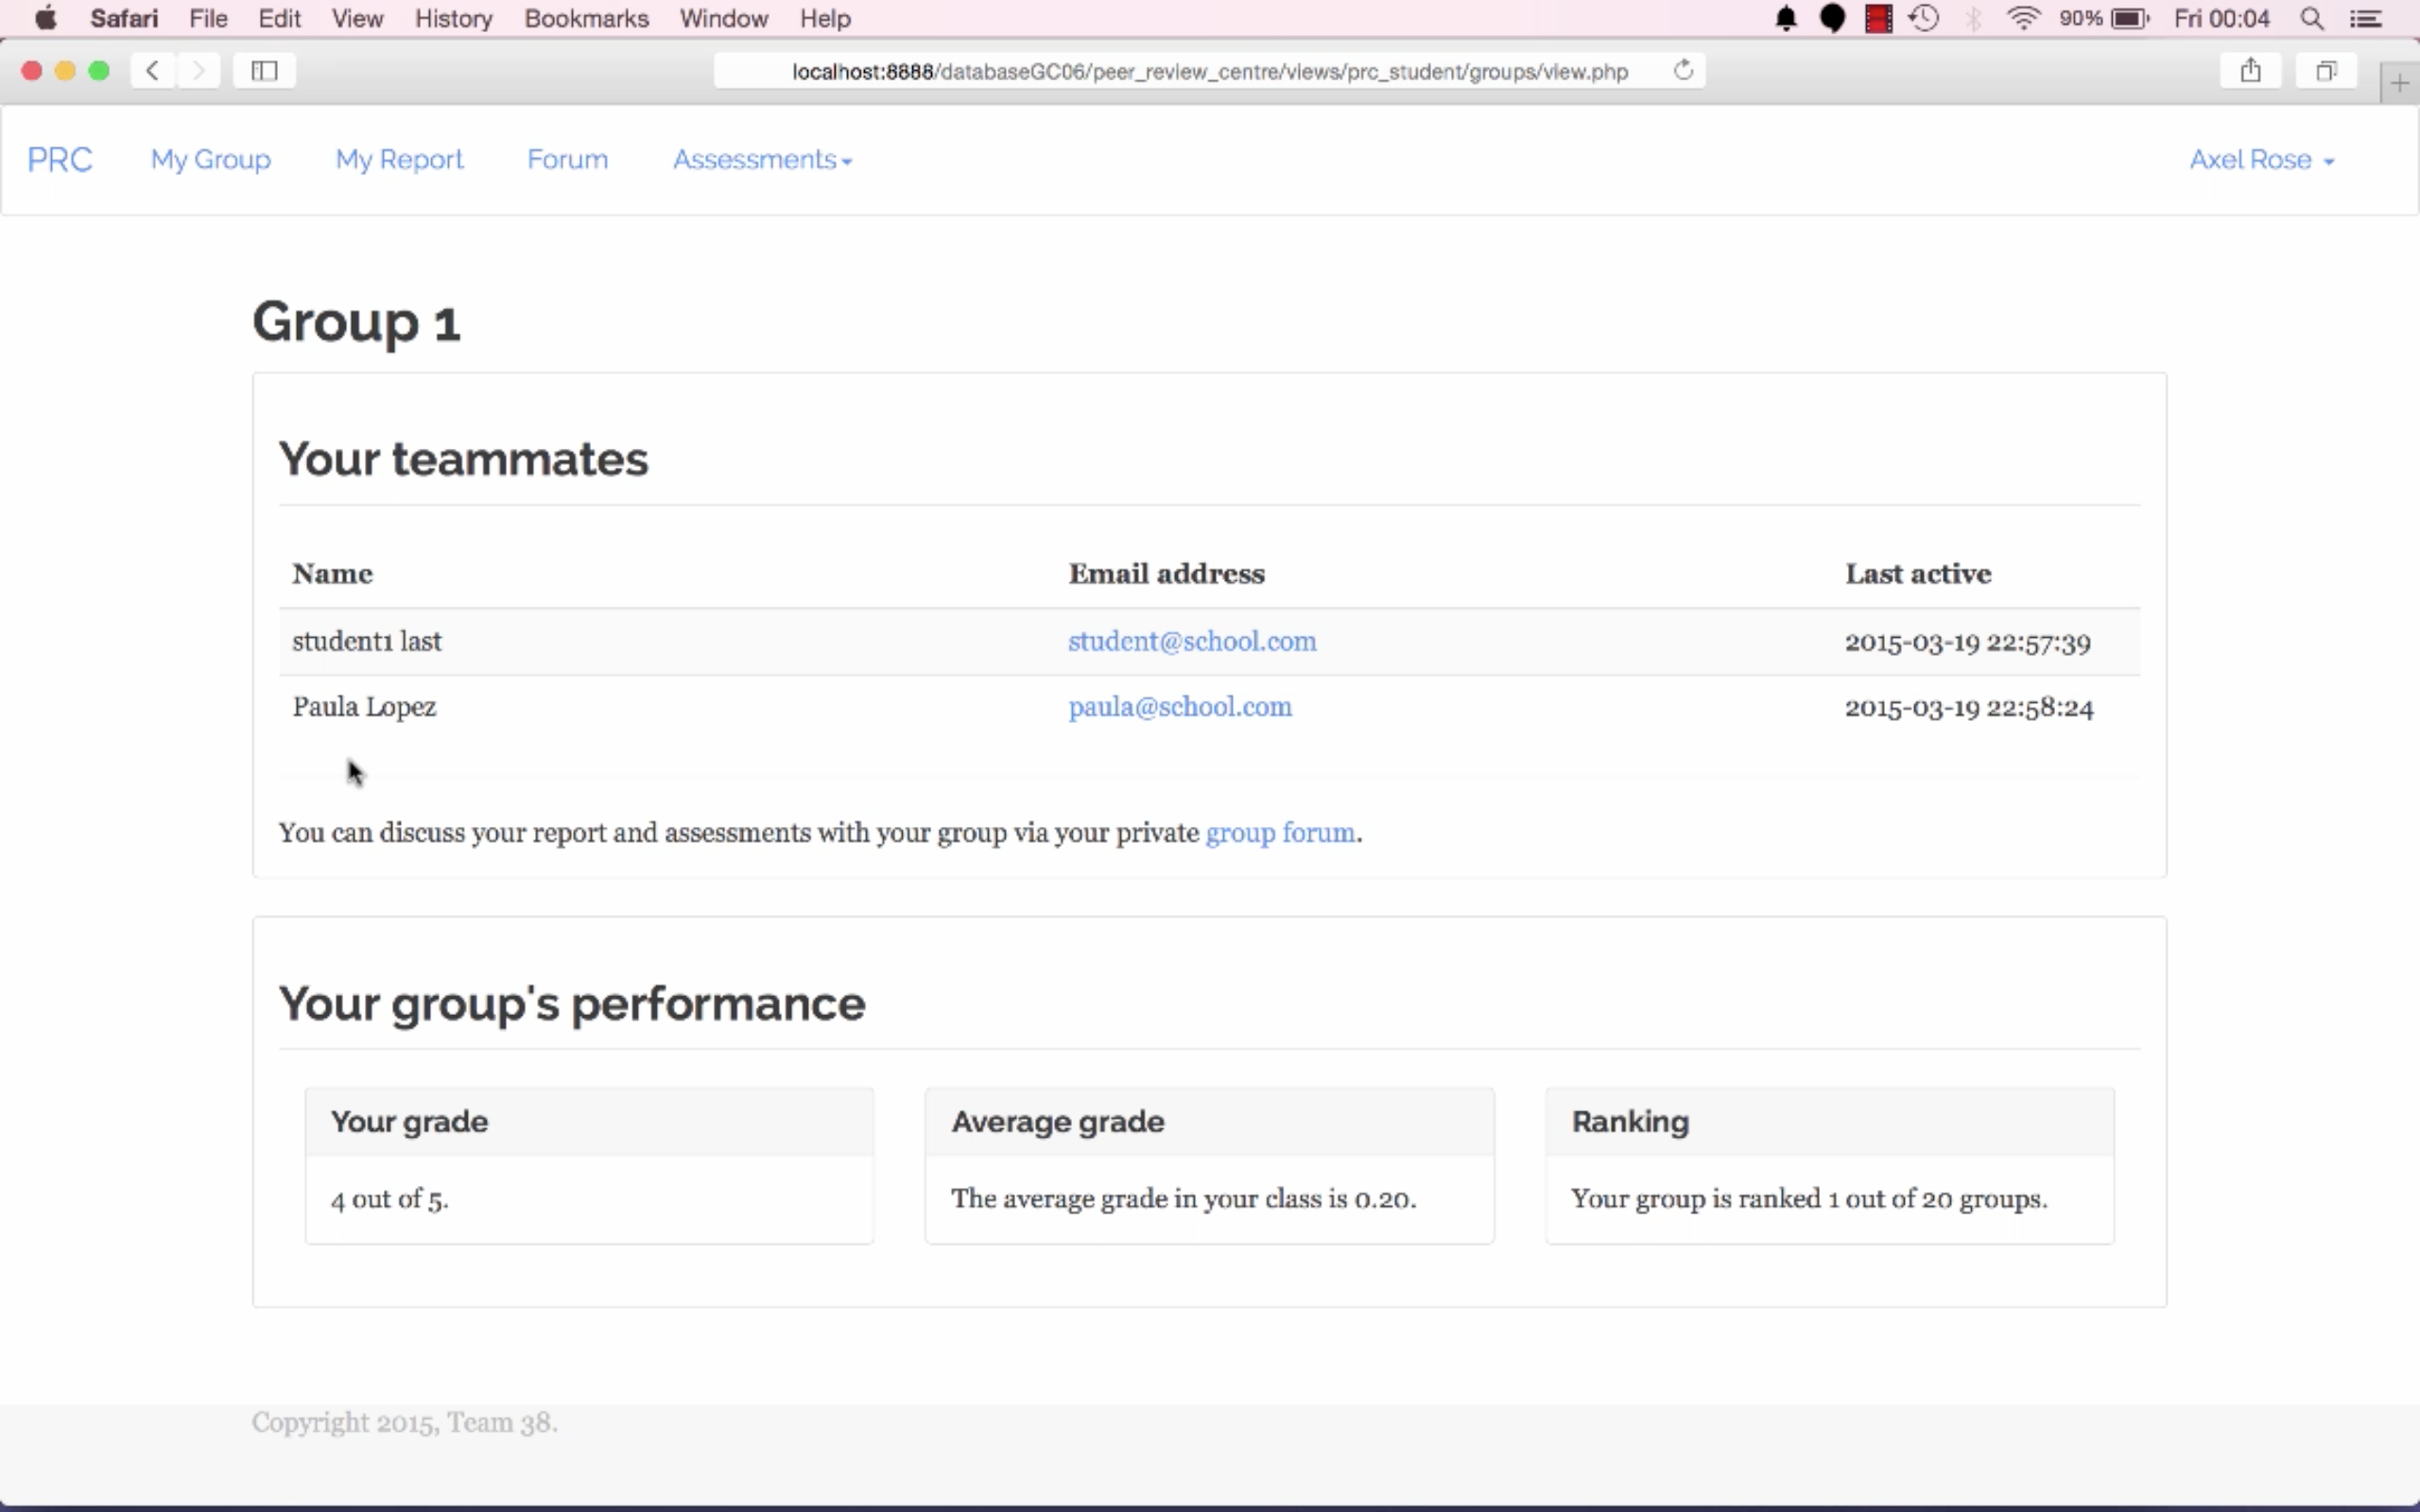 Safari File Edit View History Bookmarks Window Help 90% Fri 00:04
localhost:8888/databaseGC06/peer_review_centre/views/prc_student/groups/view.php
PRC My Group My Report Forum Assessments Axel Rose
Group 1
Your teammates
Name Email address Last active
student1 last student@school.com 2015-03-19 22:57:39
Paula Lopez paula@school.com 2015-03-19 22:58:24
You can discuss your report and assessments with your group via your private group forum.
Your group's performance
Your grade Average grade Ranking
4 out of 5. The average grade in your class is 0.20. Your group is ranked 1 out of 20 groups.
Copyright 2015, Team 38.